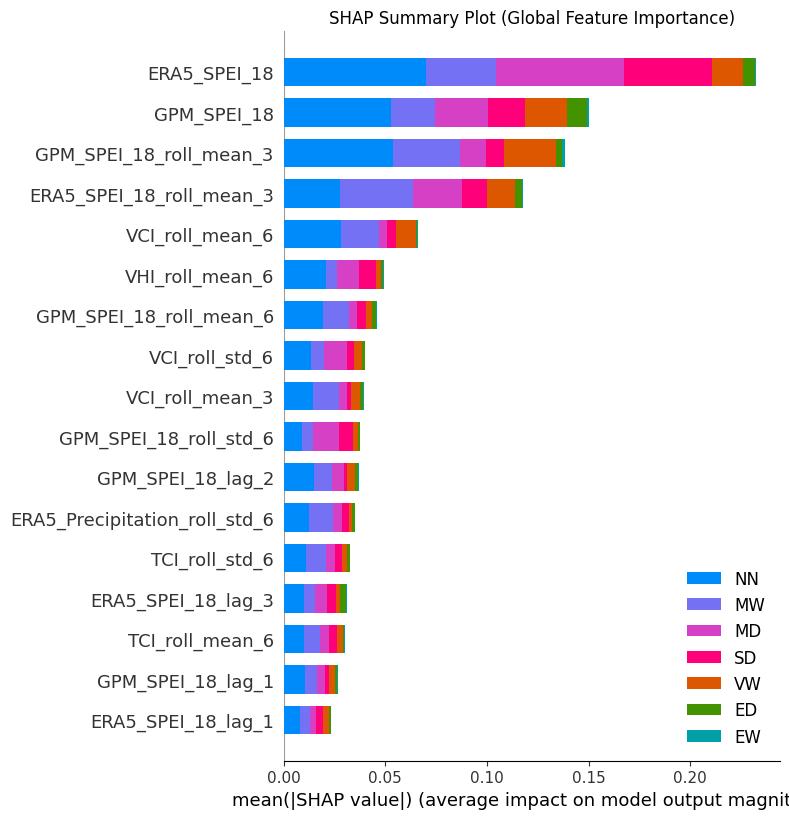 SHAP Summary Plot (Global Feature Importance)
ERA5_SPEI_18
GPM_SPEI_18
GPM_SPEI_18_roll_mean_3
ERA5_SPEI_18_roll_mean_3
VCI_roll_mean_6
VHI_roll_mean_6
GPM_SPEI_18_roll_mean_6
VCI_roll_std_6
VCI_roll_mean_3
GPM_SPEI_18_roll_std_6
GPM_SPEI_18_lag_2
ERA5_Precipitation_roll_std_6
TCI_roll_std_6
ERA5_SPEI_18_lag_3
TCI_roll_mean_6
GPM_SPEI_18_lag_1
ERA5_SPEI_18_lag_1
NN
MW
MD
SD
VW
ED
EW
0.00 0.05 0.10 0.15 0.20
mean(|SHAP value|) (average impact on model output magnit